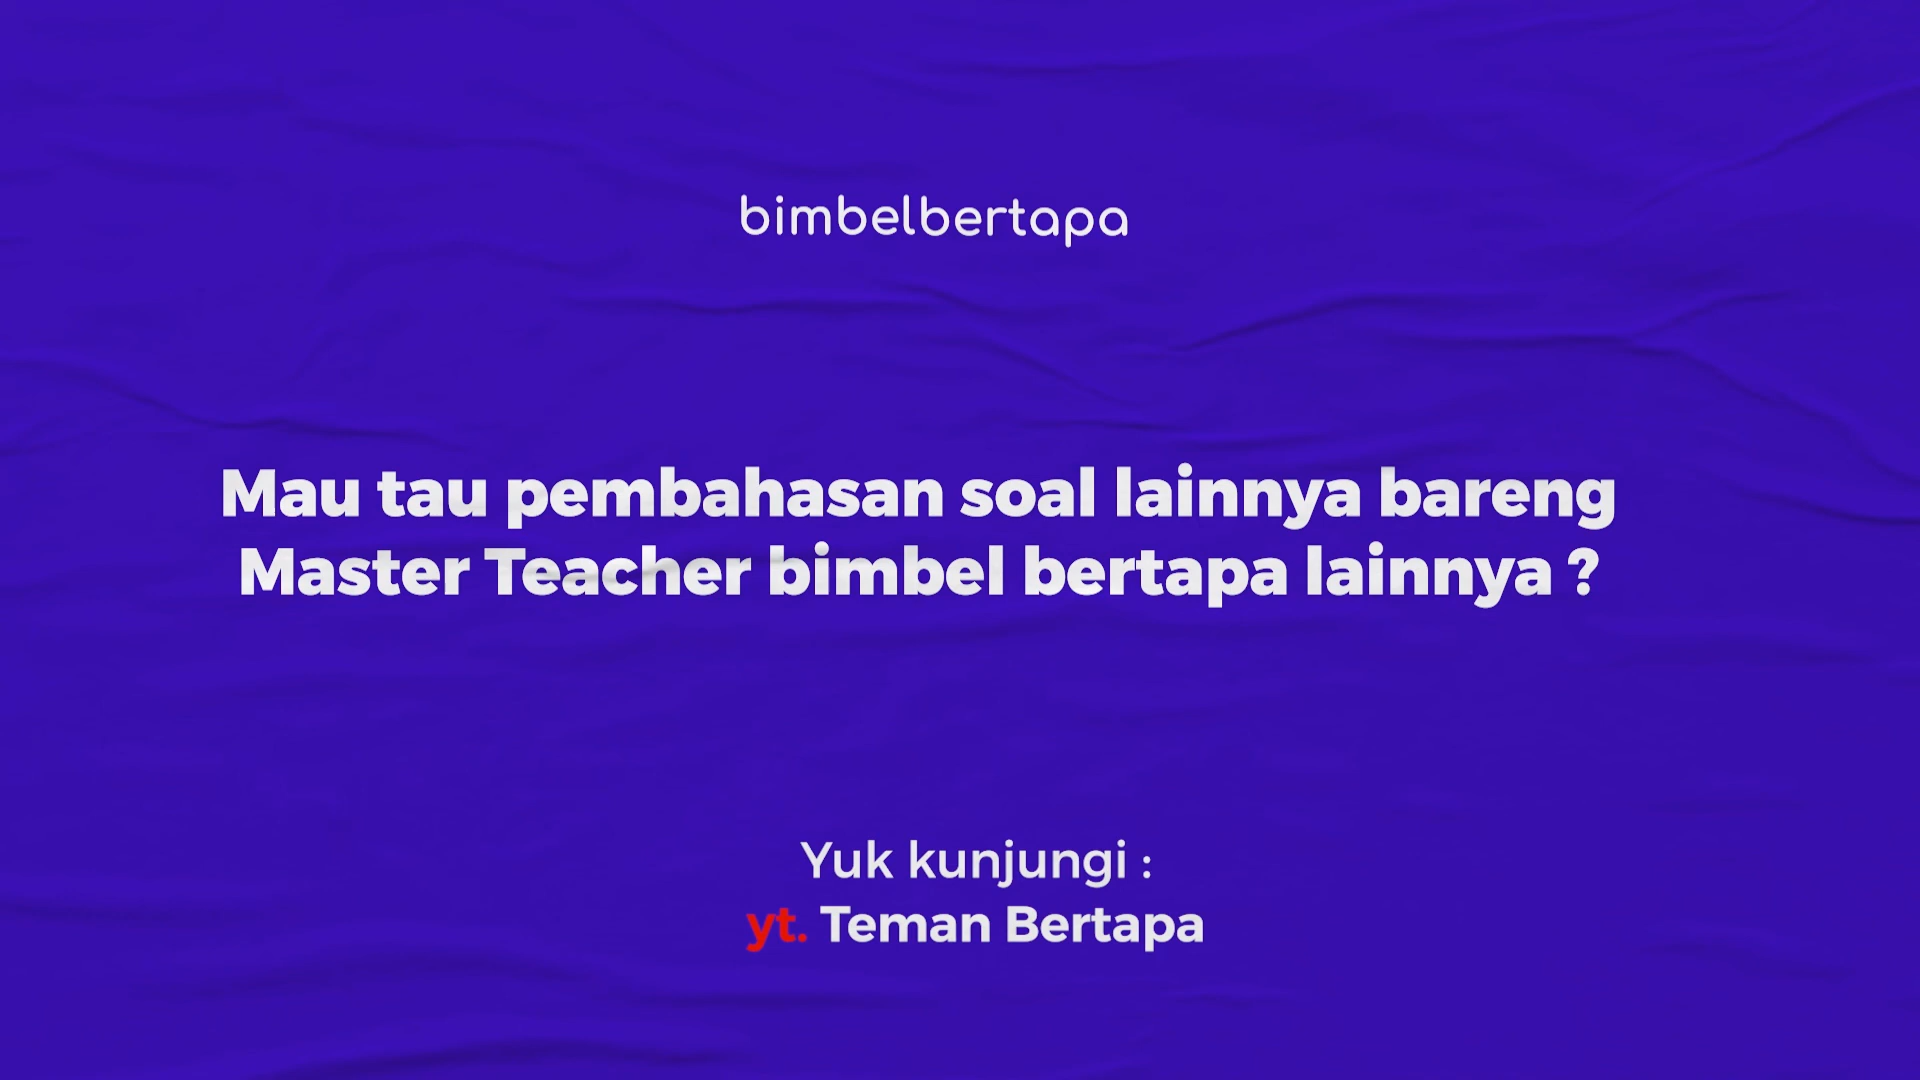 bimbelbertapa
Mau tau pembahasan soal lainnya bareng
Master Teacher bimbel bertapa lainnya ?
Yuk kunjungi :
yt. Teman Bertapa